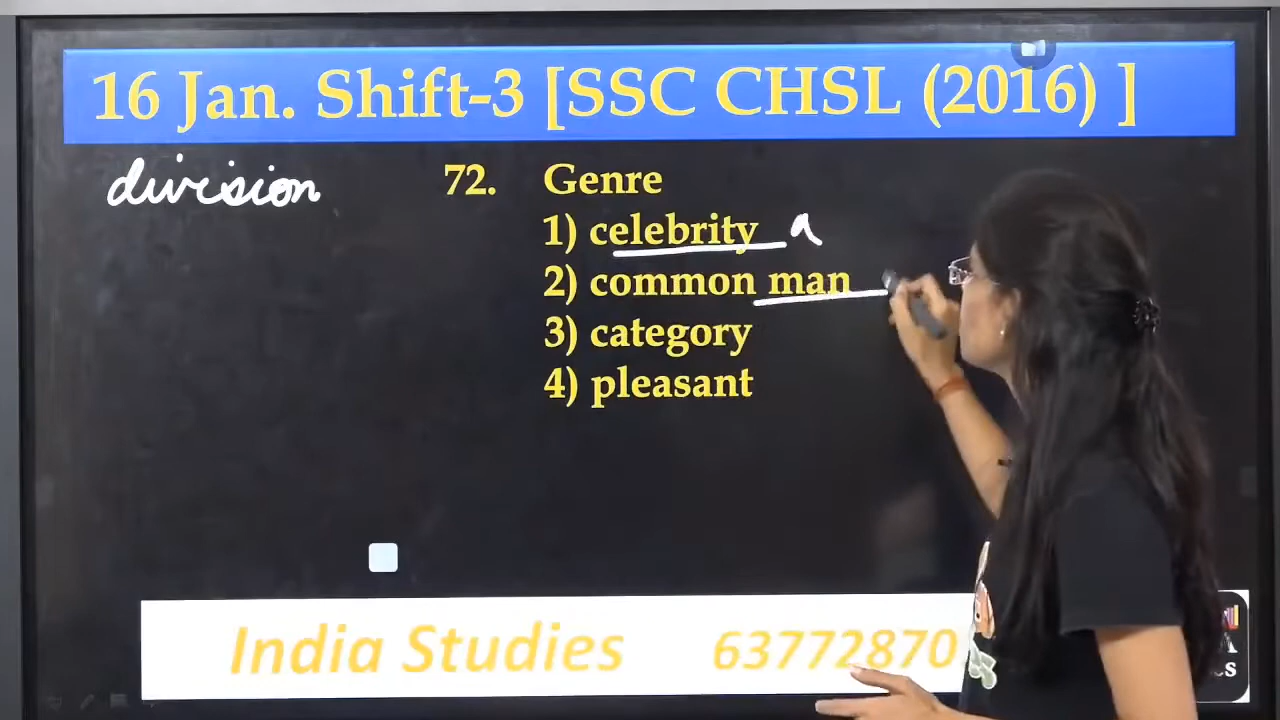 16 Jan. Shift-3 [SSC CHSL (2016) ]
division
72. Genre
1) celebrity a
2) common man
3) category
4) pleasant
India Studies 63772870